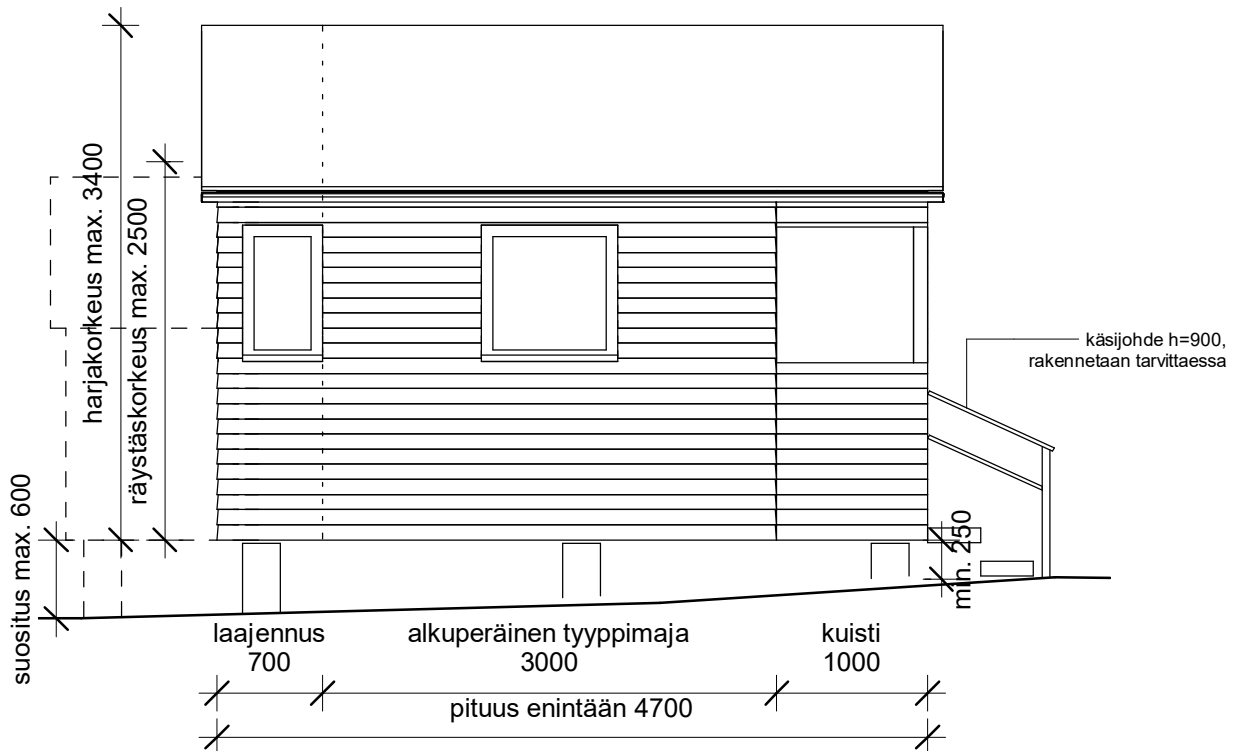 harjakorkeus max. 3400
räystäskorkeus max. 2500
käsijohde h=900,
rakennetaan tarvittaessa
suositus max. 600
min. 250
laajennus
700
alkuperäinen tyyppimaja
3000
kuisti
1000
pituus enintään 4700